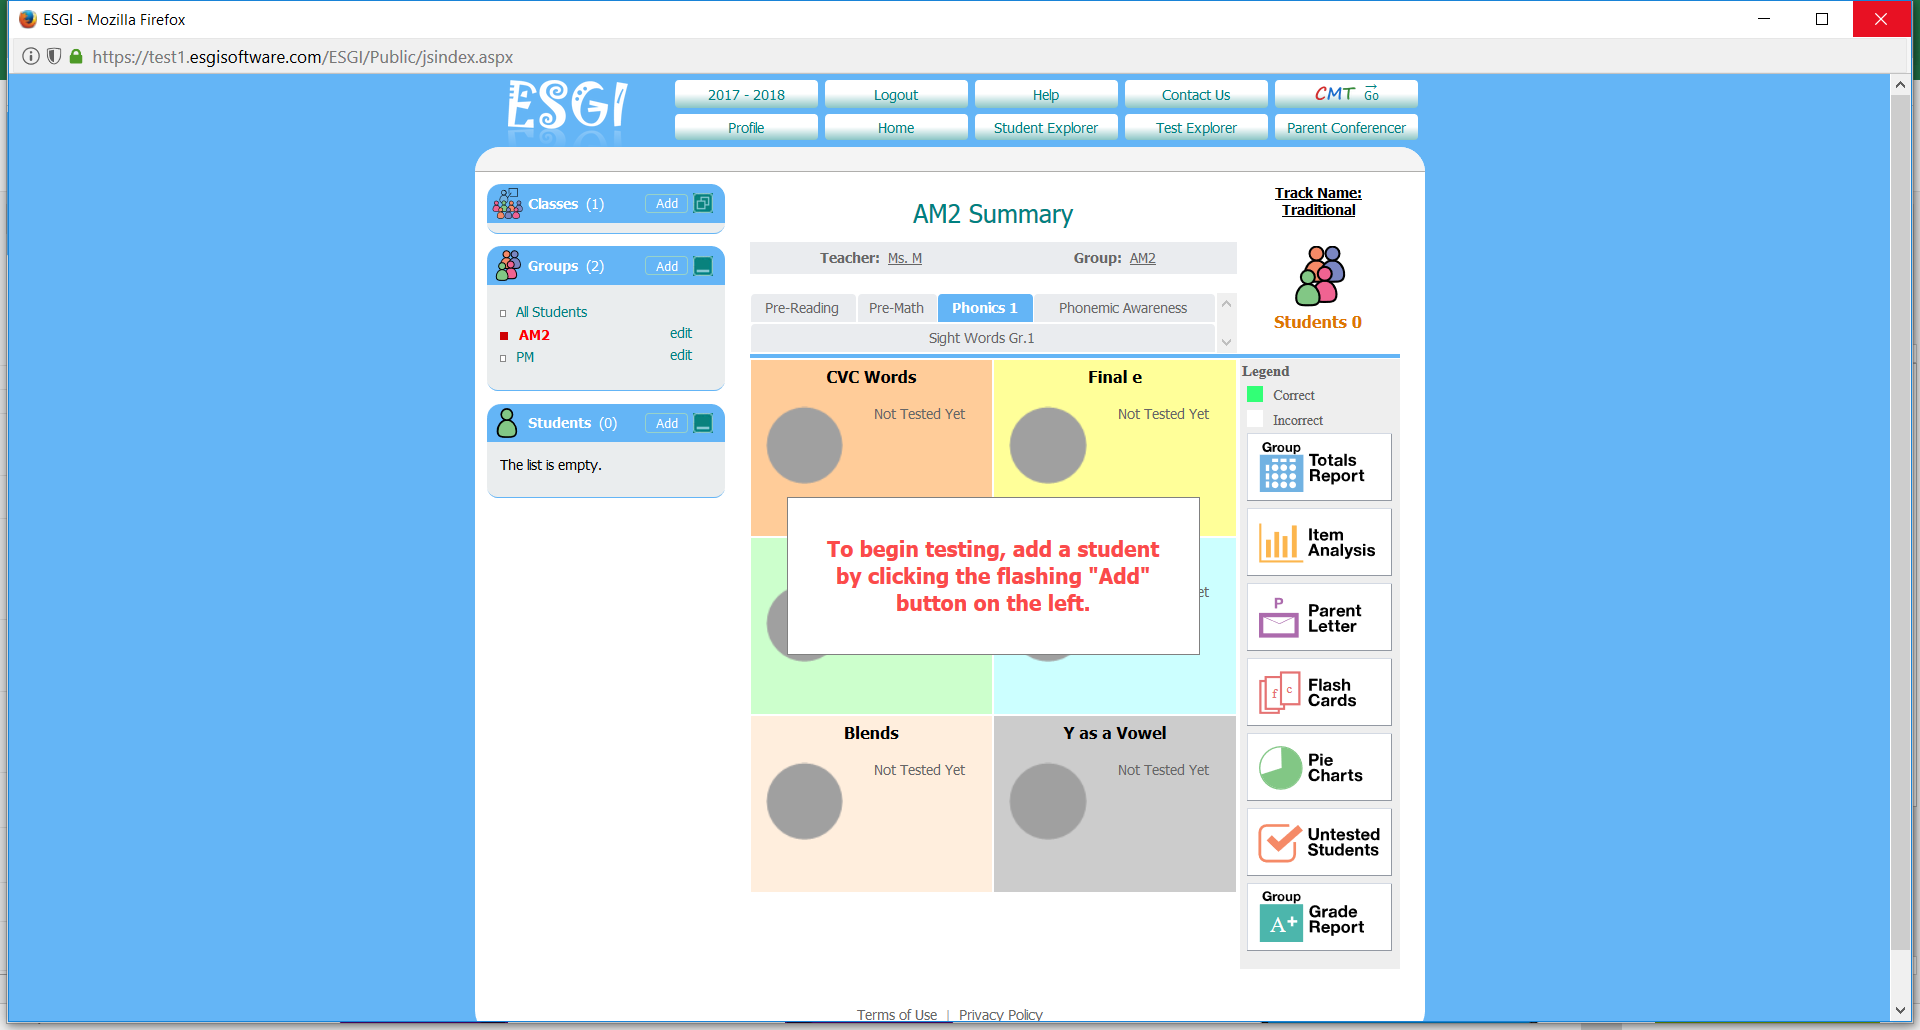 ESGI - Mozilla Firefox
https://test1.esgisoftware.com/ESGI/Public/jsindex.aspx
ESGI
2017 - 2018
Logout
Help
Contact Us
CMT Go
Profile
Home
Student Explorer
Test Explorer
Parent Conferencer
Classes (1)
Add
Groups (2)
Add
All Students
AM2
edit
PM
edit
Students (0)
Add
The list is empty.
AM2 Summary
Teacher: Ms. M
Group: AM2
Track Name:
Traditional
Students 0
Pre-Reading
Pre-Math
Phonics 1
Phonemic Awareness
Sight Words Gr.1
CVC Words
Not Tested Yet
Final e
Not Tested Yet
To begin testing, add a student
by clicking the flashing "Add"
button on the left.
et
Blends
Not Tested Yet
Y as a Vowel
Not Tested Yet
Legend
Correct
Incorrect
Group
Totals
Report
Item
Analysis
P
Parent
Letter
f c
Flash
Cards
Pie
Charts
Untested
Students
Group
A+
Grade
Report
Terms of Use | Privacy Policy